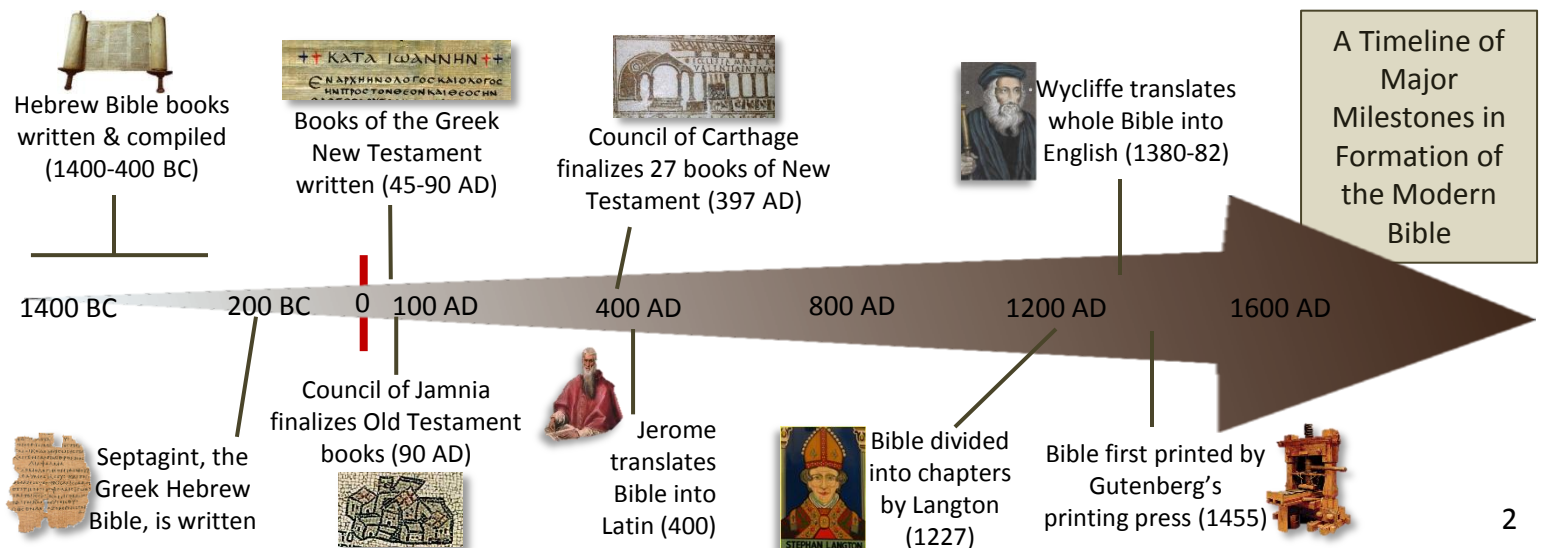 A Timeline of
Major
Milestones in
Formation of
the Modern
Bible
Hebrew Bible books
written & compiled
(1400-400 BC)
ΚΑΤΑ ΙѠΑΝΝΗΝ
ΕΝΑΡΧΗΗΝΟΛΟΓΟCΚΑΙΟΛΟΓΟC
ΗΝΠΡΟCΤΟΝΘΕΟΝΚΑΙΘΕΟCΗΝ
Books of the Greek
New Testament
written (45-90 AD)
Council of Carthage
finalizes 27 books of New
Testament (397 AD)
Wycliffe translates
whole Bible into
English (1380-82)
1400 BC
200 BC
0
100 AD
400 AD
800 AD
1200 AD
1600 AD
Septagint, the
Greek Hebrew
Bible, is written
Council of Jamnia
finalizes Old Testament
books (90 AD)
Jerome
translates
Bible into
Latin (400)
STEPHAN LANGTON
Bible divided
into chapters
by Langton
(1227)
Bible first printed by
Gutenberg’s
printing press (1455)
2